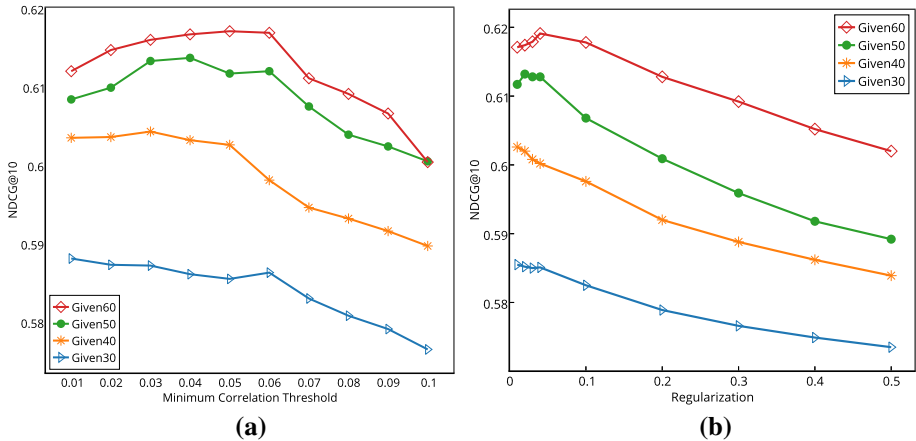 0.62
0.61
0.6
0.59
0.58
NDCG@10
Given60
Given50
Given40
Given30
0.01 0.02 0.03 0.04 0.05 0.06 0.07 0.08 0.09 0.1
Minimum Correlation Threshold
(a)
0.62
0.61
0.60
0.59
0.58
NDCG@10
Given60
Given50
Given40
Given30
0 0.1 0.2 0.3 0.4 0.5
Regularization
(b)